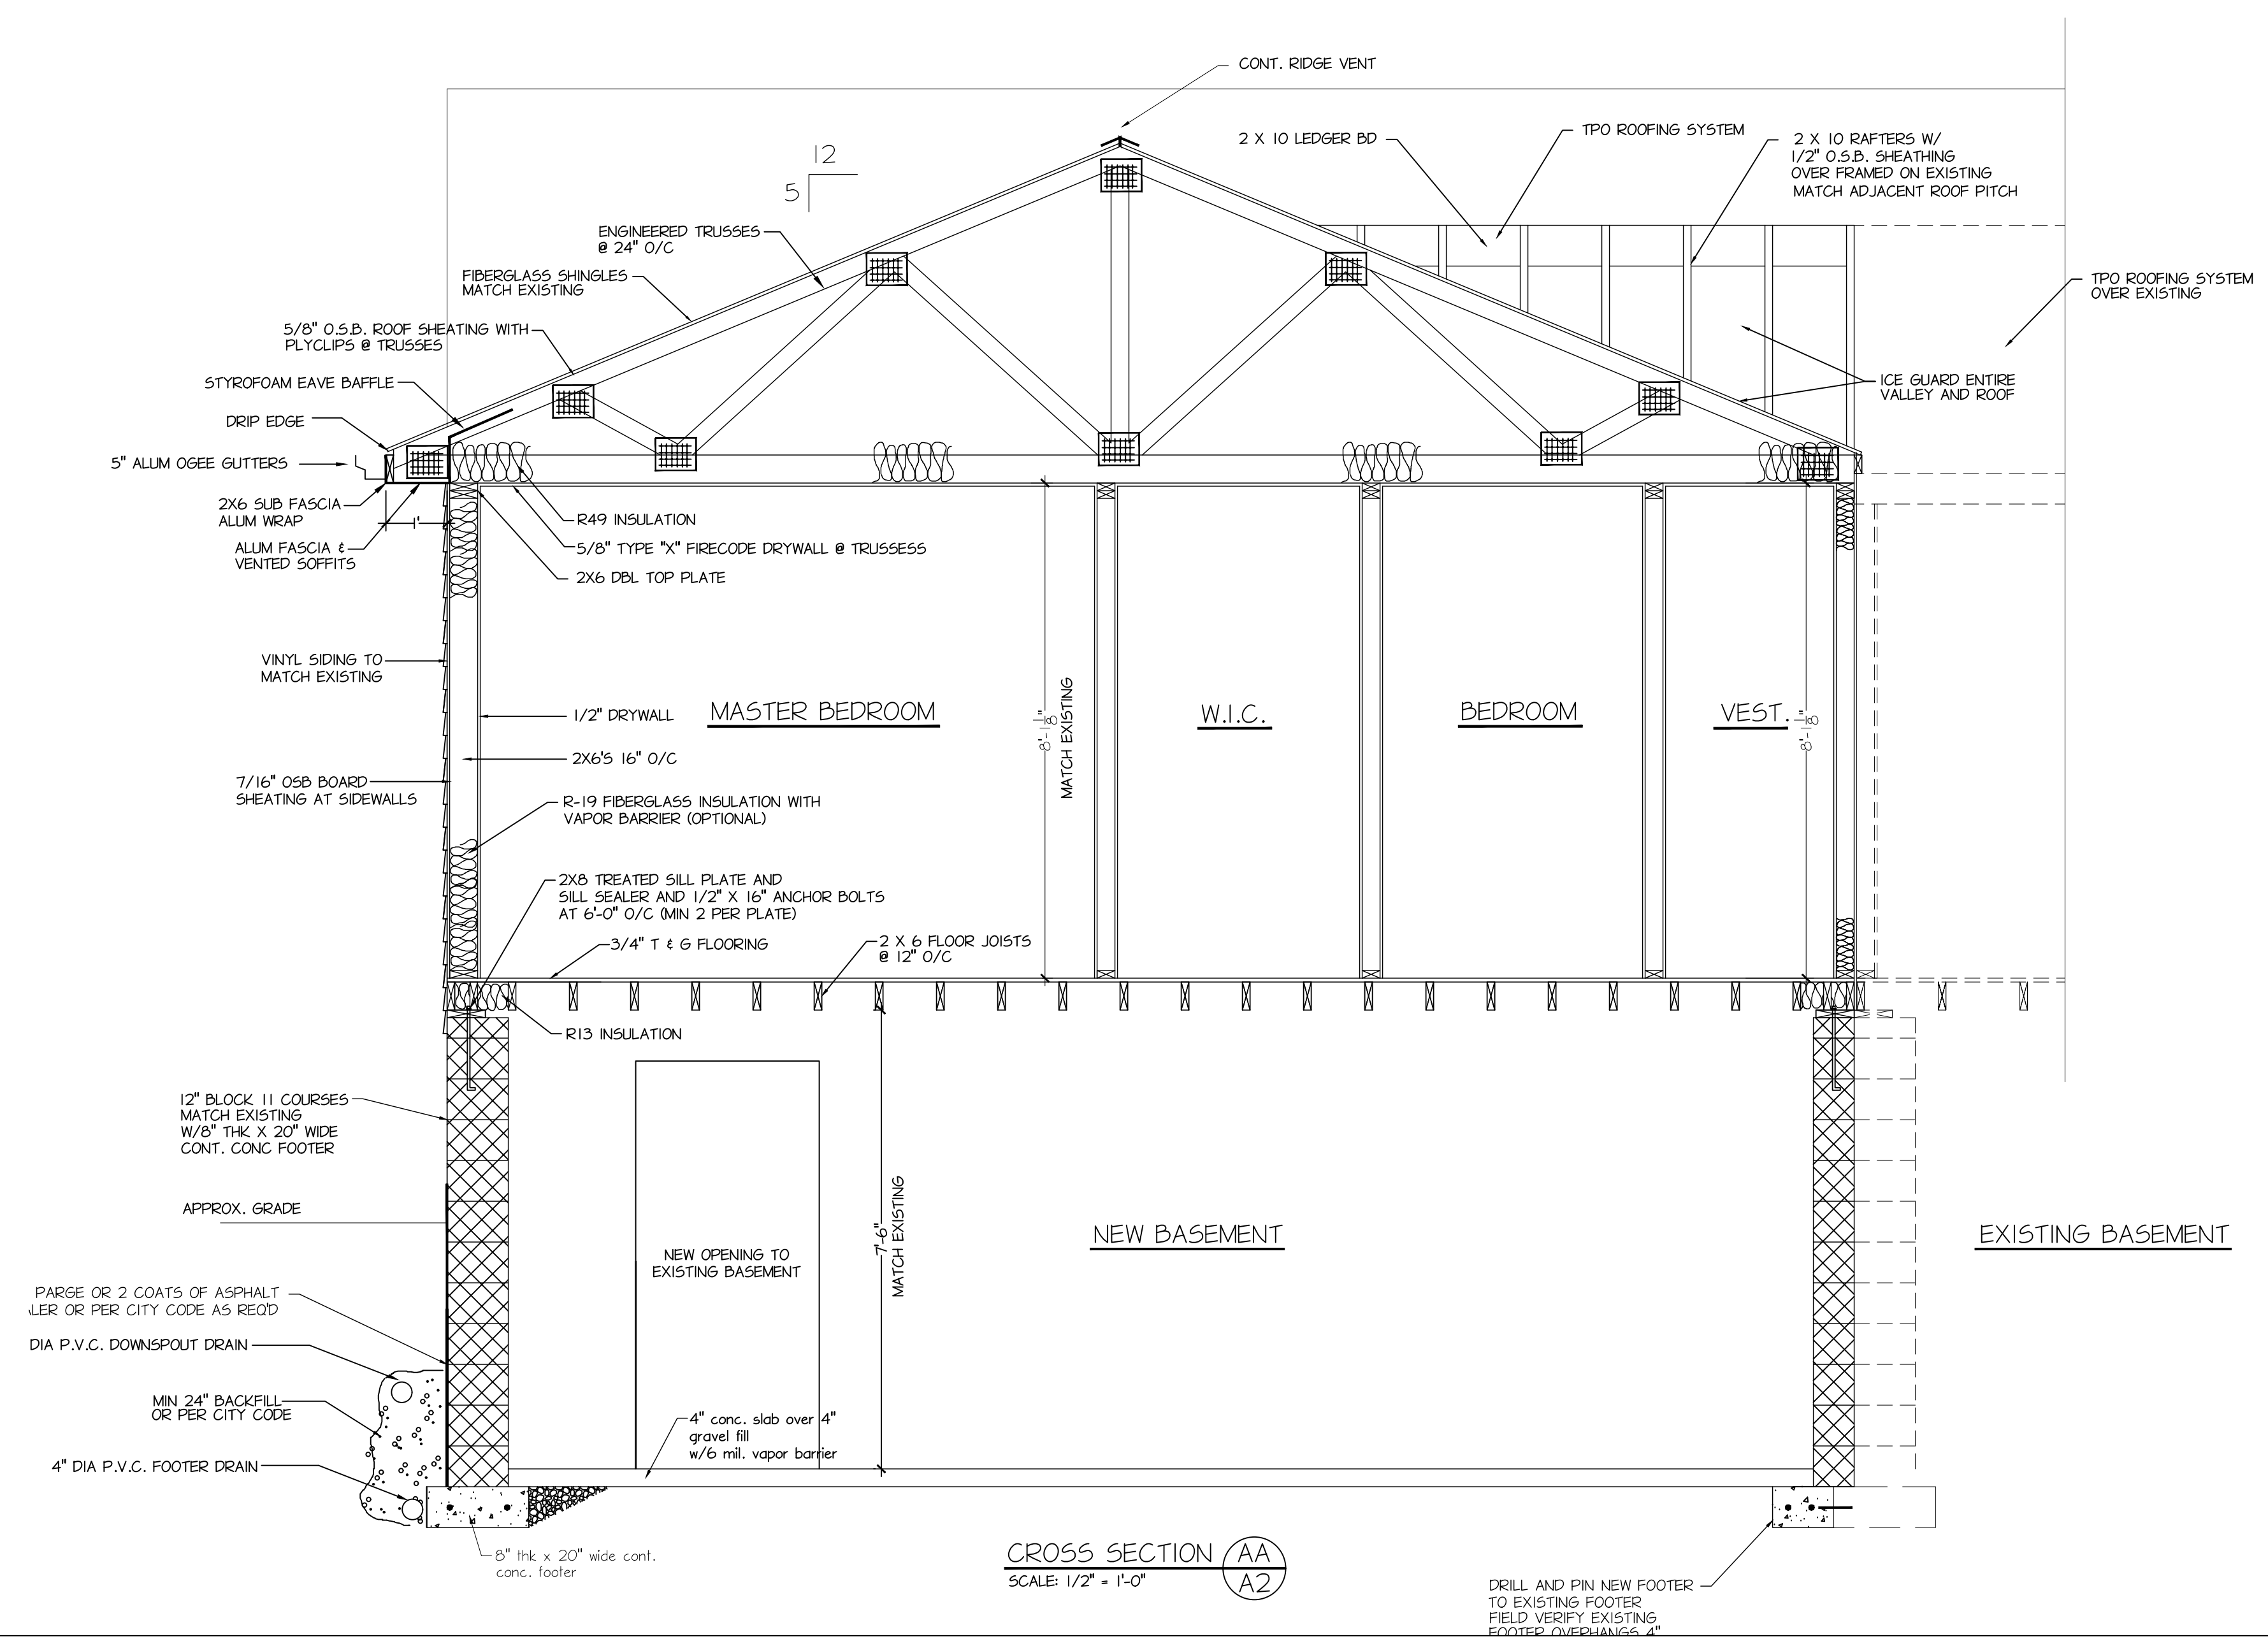 CONT. RIDGE VENT
2 X 10 LEDGER BD
TPO ROOFING SYSTEM
2 X 10 RAFTERS W/
1/2" O.S.B. SHEATHING
OVER FRAMED ON EXISTING
MATCH ADJACENT ROOF PITCH
12
5
ENGINEERED TRUSSES
@ 24" O/C
FIBERGLASS SHINGLES
MATCH EXISTING
TPO ROOFING SYSTEM
OVER EXISTING
5/8" O.S.B. ROOF SHEATING WITH
PLYCLIPS @ TRUSSES
STYROFOAM EAVE BAFFLE
ICE GUARD ENTIRE
VALLEY AND ROOF
DRIP EDGE
5" ALUM OGEE GUTTERS
2X6 SUB FASCIA
ALUM WRAP
1'
ALUM FASCIA &
VENTED SOFFITS
R49 INSULATION
5/8" TYPE "X" FIRECODE DRYWALL @ TRUSSESS
2X6 DBL TOP PLATE
VINYL SIDING TO
MATCH EXISTING
1/2" DRYWALL
MASTER BEDROOM
8'-1 1/8"
MATCH EXISTING
W.I.C.
BEDROOM
VEST.
8'-1 1/8"
2X6'S 16" O/C
7/16" OSB BOARD
SHEATING AT SIDEWALLS
R-19 FIBERGLASS INSULATION WITH
VAPOR BARRIER (OPTIONAL)
2X8 TREATED SILL PLATE AND
SILL SEALER AND 1/2" X 16" ANCHOR BOLTS
AT 6'-0" O/C (MIN 2 PER PLATE)
3/4" T & G FLOORING
2 X 6 FLOOR JOISTS
@ 12" O/C
R13 INSULATION
12" BLOCK 11 COURSES
MATCH EXISTING
W/8" THK X 20" WIDE
CONT. CONC FOOTER
APPROX. GRADE
NEW OPENING TO
EXISTING BASEMENT
7'-6"
MATCH EXISTING
NEW BASEMENT
EXISTING BASEMENT
PARGE OR 2 COATS OF ASPHALT
LER OR PER CITY CODE AS REQ'D
DIA P.V.C. DOWNSPOUT DRAIN
MIN 24" BACKFILL
OR PER CITY CODE
4" DIA P.V.C. FOOTER DRAIN
4" conc. slab over 4"
gravel fill
w/6 mil. vapor barrier
8" thk x 20" wide cont.
conc. footer
CROSS SECTION
SCALE: 1/2" = 1'-0"
AA
A2
DRILL AND PIN NEW FOOTER
TO EXISTING FOOTER
FIELD VERIFY EXISTING
FOOTER OVERHANGS 4"